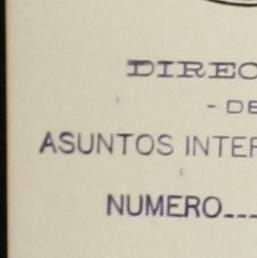 DIREC
- DE
ASUNTOS INTER
NUMERO----